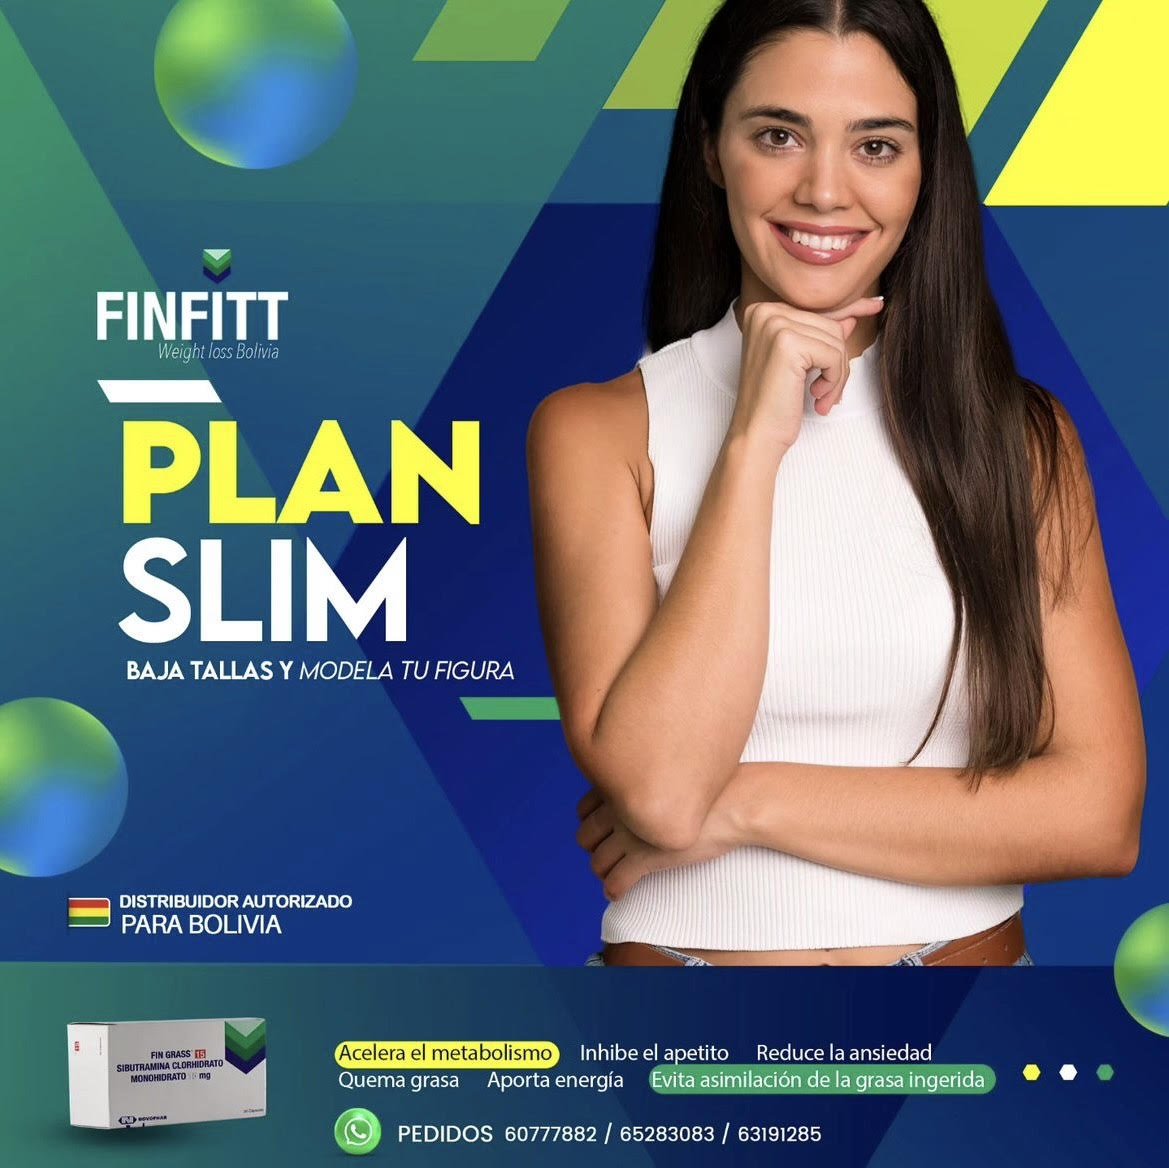 FINFITT
Weight loss Bolivia
PLAN
SLIM
BAJA TALLAS Y MODELA TU FIGURA
DISTRIBUIDOR AUTORIZADO
PARA BOLIVIA
FIN GRASS 15
SIBUTRAMINA CLORHIDRATO
MONOHIDRATO mg
Acelera el metabolismo Inhibe el apetito Reduce la ansiedad
Quema grasa Aporta energía Evita asimilación de la grasa ingerida
PEDIDOS 60777882 / 65283083 / 63191285